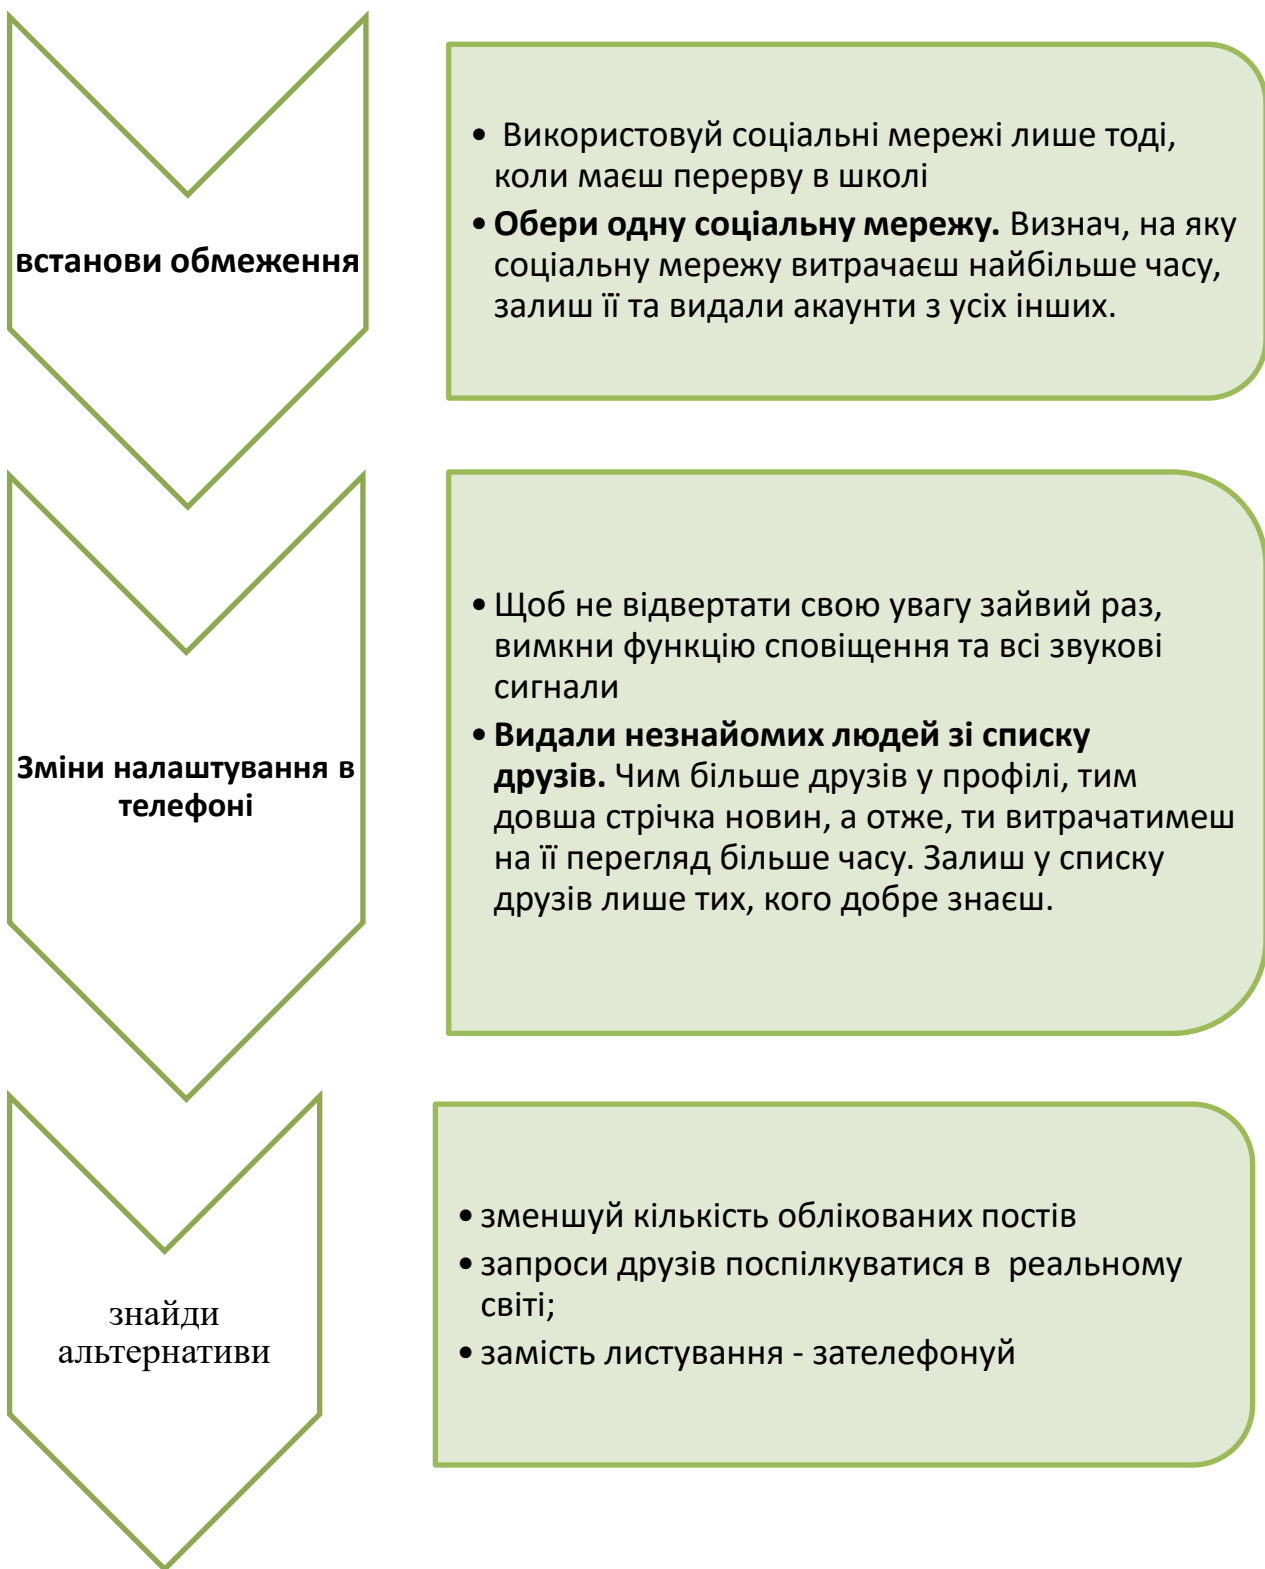 встанови обмеження
• Використовуй соціальні мережі лише тоді,
коли маєш перерву в школі
• Обери одну соціальну мережу. Визнач, на яку
соціальну мережу витрачаєш найбільше часу,
залиш її та видали акаунти з усіх інших.
Зміни налаштування в
телефоні
• Щоб не відвертати свою увагу зайвий раз,
вимкни функцію сповіщення та всі звукові
сигнали
• Видали незнайомих людей зі списку
друзів. Чим більше друзів у профілі, тим
довша стрічка новин, а отже, ти витрачатимеш
на її перегляд більше часу. Залиш у списку
друзів лише тих, кого добре знаєш.
знайди
альтернативи
• зменшуй кількість облікованих постів
• запроси друзів поспілкуватися в реальному
світі;
• замість листування - зателефонуй